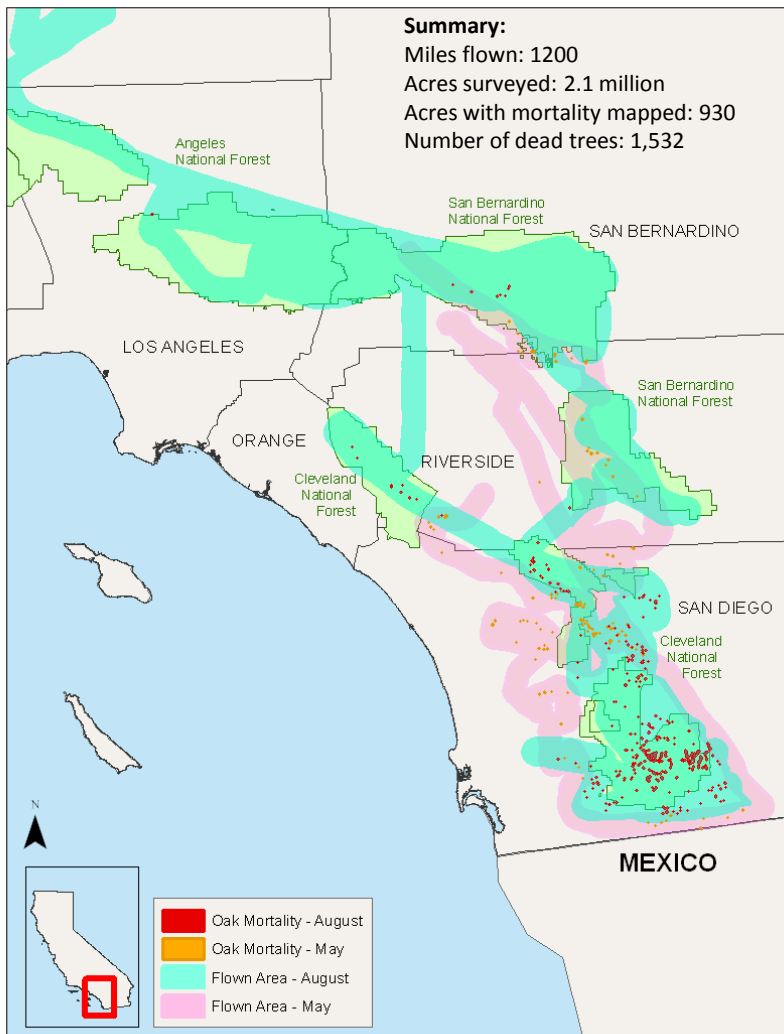 Summary:
Miles flown: 1200
Acres surveyed: 2.1 million
Acres with mortality mapped: 930
Number of dead trees: 1,532
Angeles
National Forest
San Bernardino
National Forest
SAN BERNARDINO
LOS ANGELES
San Bernardino
National Forest
ORANGE
RIVERSIDE
Cleveland
National
Forest
SAN DIEGO
Cleveland
National
Forest
N
MEXICO
Oak Mortality - August
Oak Mortality - May
Flown Area - August
Flown Area - May